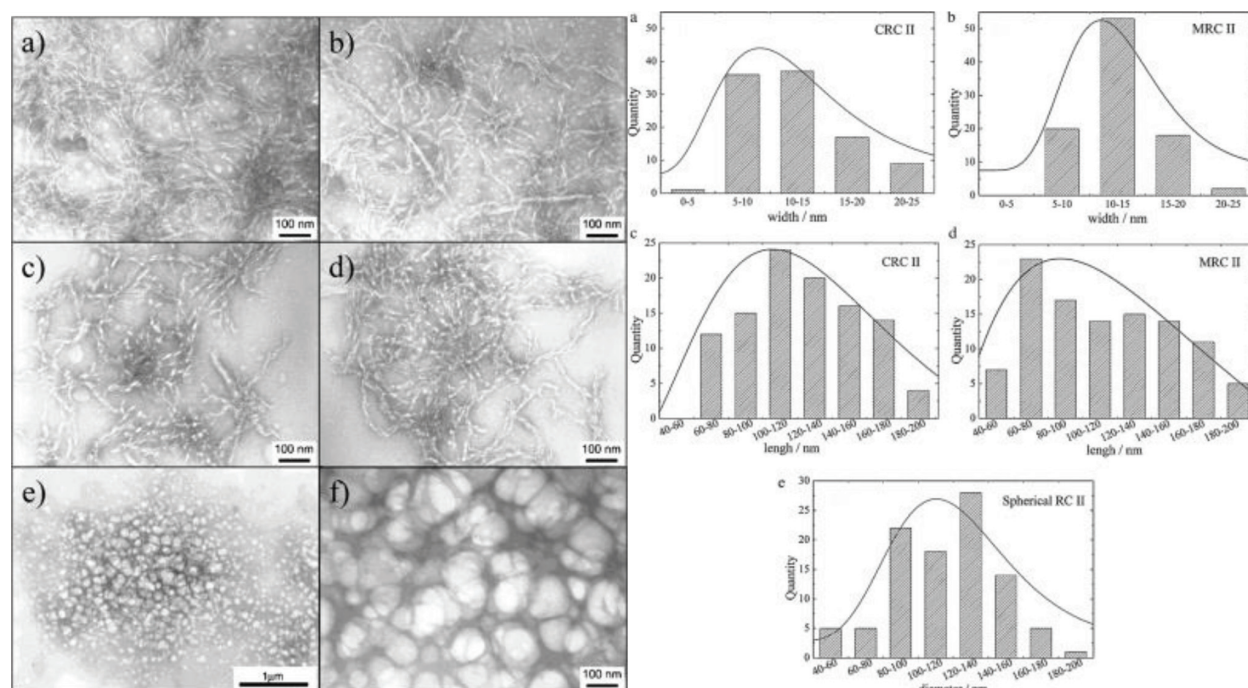 a)
100 nm
b)
100 nm
c)
100 nm
d)
100 nm
e)
1μm
f)
100 nm
a
CRC II
Quantity
50
40
30
20
10
0
0-5 5-10 10-15 15-20 20-25
width / nm
b
MRC II
Quantity
50
40
30
20
10
0
0-5 5-10 10-15 15-20 20-25
width / nm
c
CRC II
Quantity
25
20
15
10
5
0
40-60 60-80 80-100 100-120 120-140 140-160 160-180 180-200
lengh / nm
d
MRC II
Quantity
25
20
15
10
5
0
40-60 60-80 80-100 100-120 120-140 140-160 160-180 180-200
lengh / nm
e
Spherical RC II
Quantity
30
25
20
15
10
5
0
40-60 60-80 80-100 100-120 120-140 140-160 160-180 180-200
diameter / nm